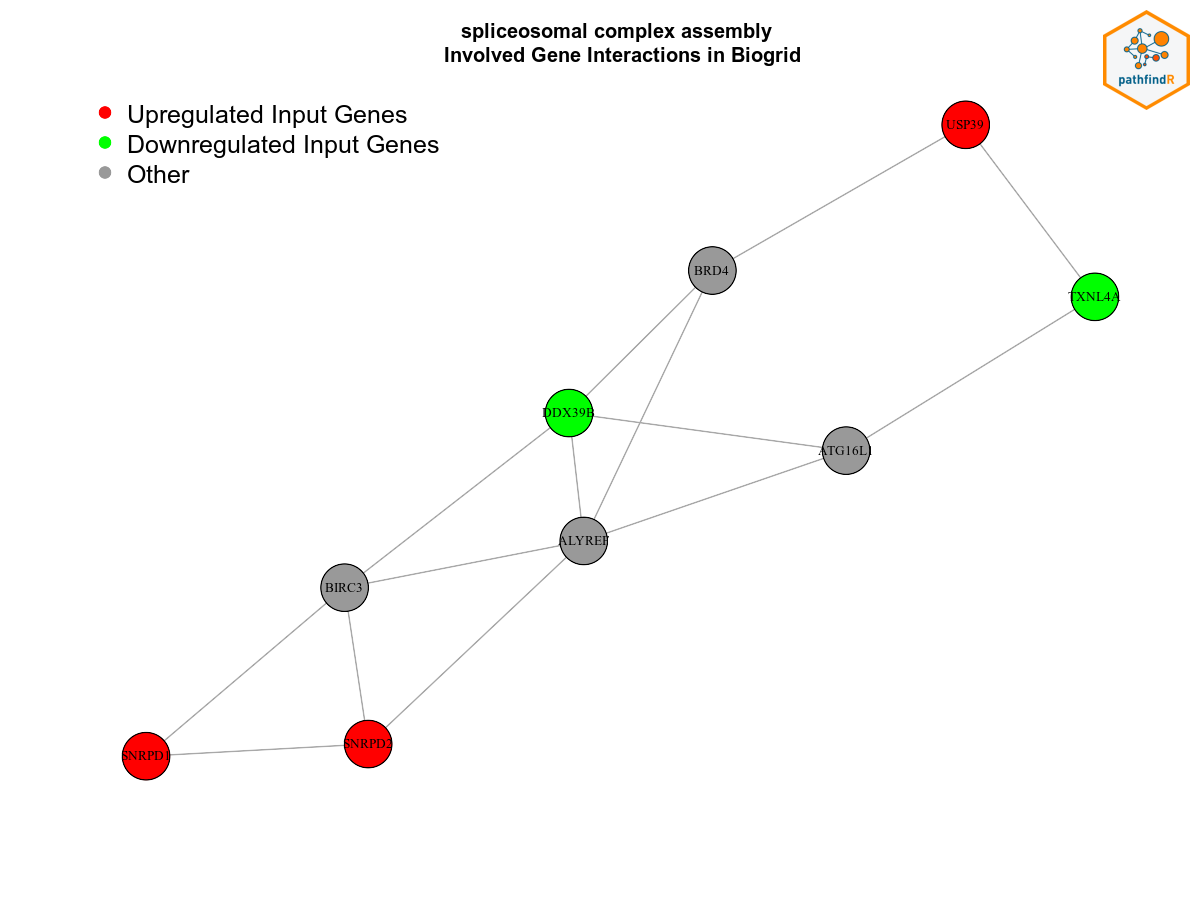 spliceosomal complex assembly
Involved Gene Interactions in Biogrid
pathfindR
Upregulated Input Genes
Downregulated Input Genes
Other
USP39
BRD4
TXNL4A
DDX39B
ATG16L1
ALYREF
BIRC3
SNRPD2
SNRPD1